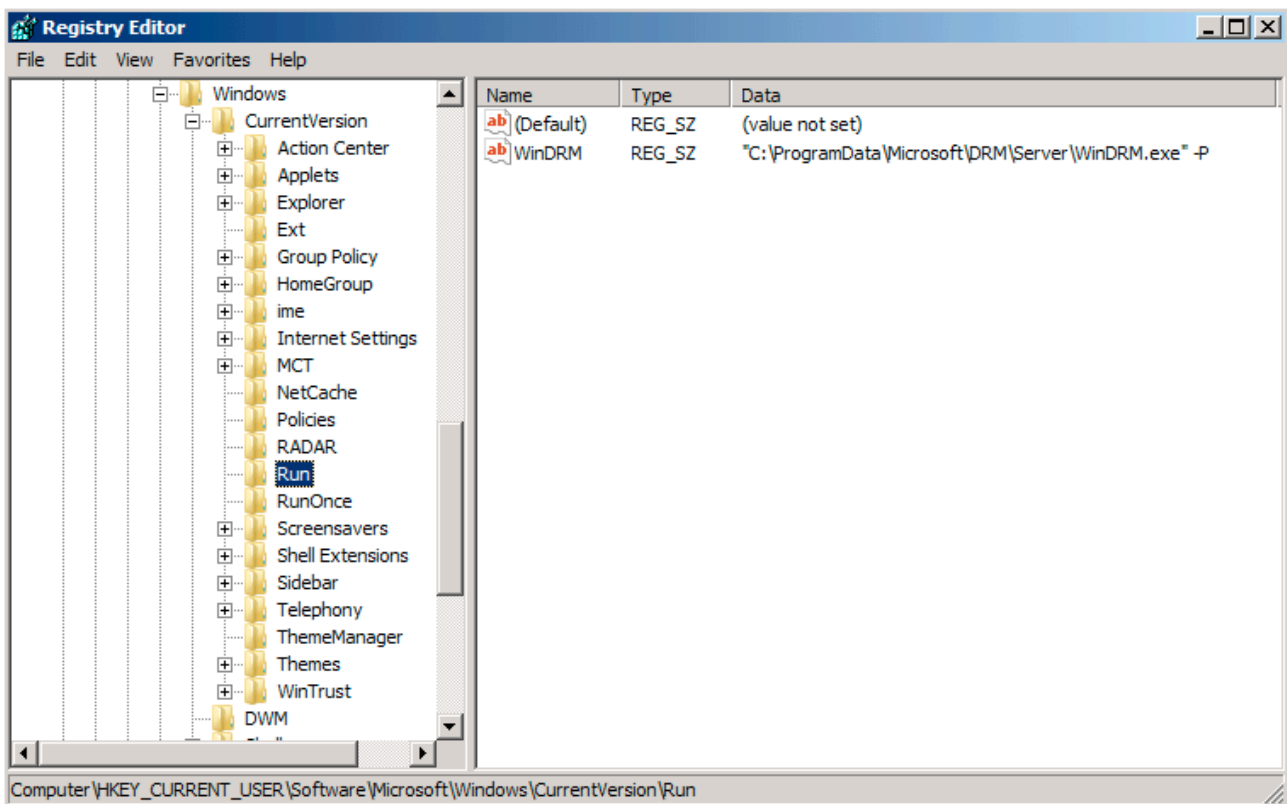 Registry Editor
File Edit View Favorites Help
Windows
CurrentVersion
Action Center
Applets
Explorer
Ext
Group Policy
HomeGroup
ime
Internet Settings
MCT
NetCache
Policies
RADAR
Run
RunOnce
Screensavers
Shell Extensions
Sidebar
Telephony
ThemeManager
Themes
WinTrust
DWM
Name Type Data
ab (Default) REG_SZ (value not set)
ab WinDRM REG_SZ "C:\ProgramData\Microsoft\DRM\Server\WinDRM.exe" -P
Computer\HKEY_CURRENT_USER\Software\Microsoft\Windows\CurrentVersion\Run